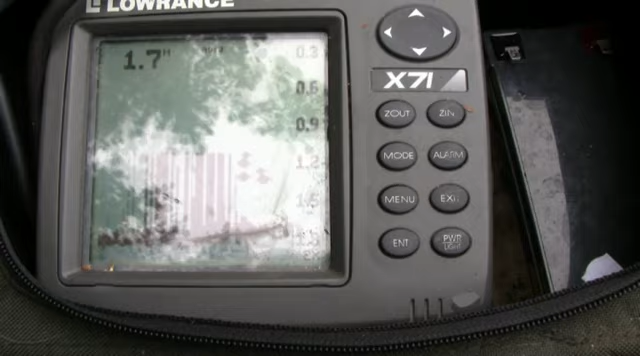 LOWRANCE
1.7
0.3
0.6
0.9
X71
1.2
1.5
ZOUT ZIN
MODE ALARM
MENU EXIT
ENT PWR
LIGHT